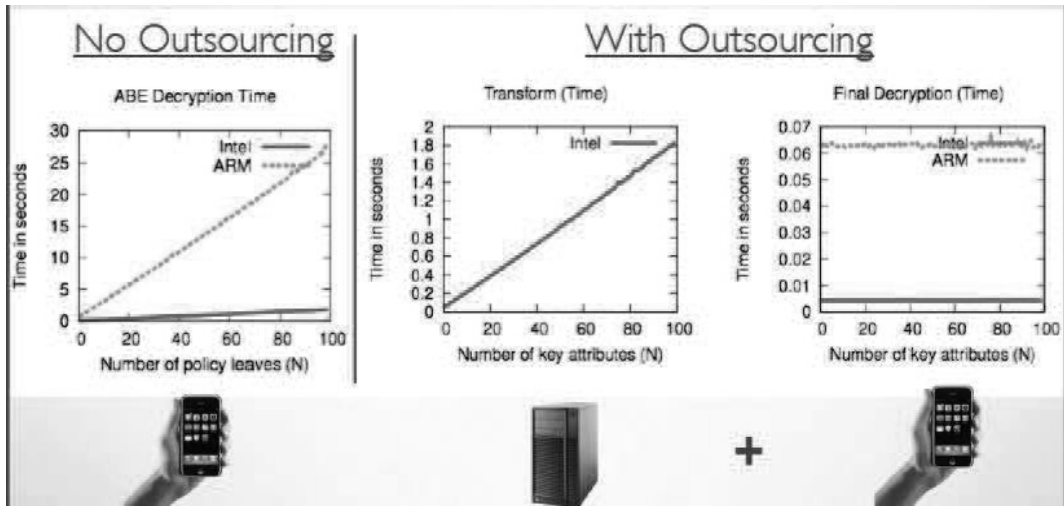 No Outsourcing
With Outsourcing
ABE Decryption Time
Time in seconds
30
25
20
15
10
5
0
Intel
ARM
0 20 40 60 80 100
Number of policy leaves (N)
Transform (Time)
Time in seconds
2
1.8
1.6
1.4
1.2
1
0.8
0.6
0.4
0.2
Intel
0 20 40 60 80 100
Number of key attributes (N)
Final Decryption (Time)
Time in seconds
0.07
0.06
0.05
0.04
0.03
0.02
0.01
0
Intel
ARM
0 20 40 60 80 100
Number of key attributes (N)
+